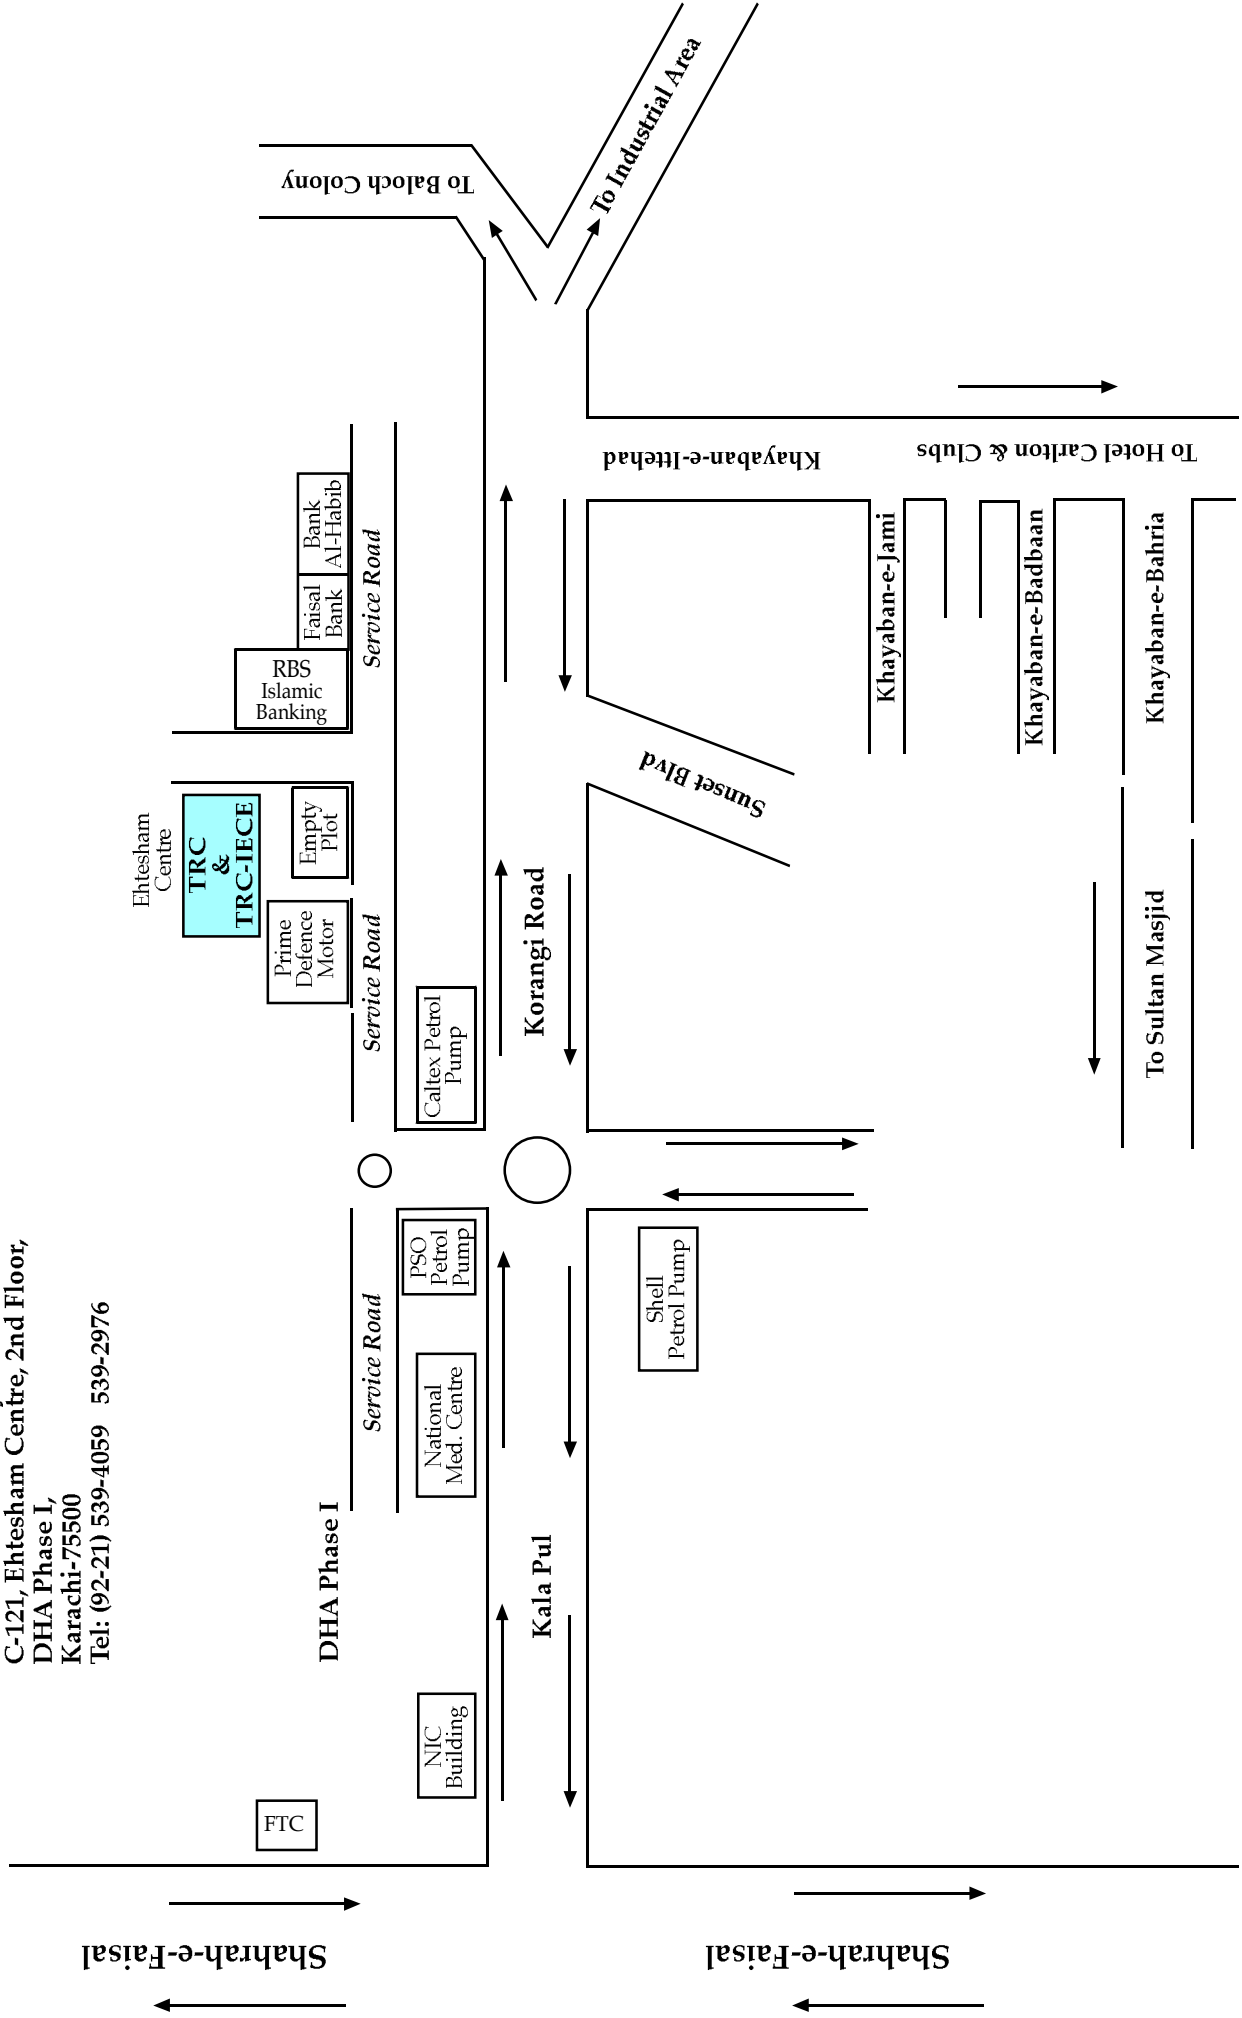 C-121, Ehtesham Centre, 2nd Floor,
DHA Phase I,
Karachi-75500
Tel: (92-21) 539-4059   539-2976
To Baloch Colony
To Industrial Area
Ehtesham
Centre
TRC
&
TRC-IECE
Empty
Plot
Prime
Defence
Motor
RBS
Islamic
Banking
Faisal
Bank
Bank
Al-Habib
Service Road
Service Road
Service Road
Caltex Petrol
Pump
PSO
Petrol
Pump
National
Med. Centre
DHA Phase I
NIC
Building
FTC
Korangi Road
Kala Pul
Shell
Petrol Pump
Sunset Blvd
Khayaban-e-Ittehad
To Hotel Carlton & Clubs
Khayaban-e-Jami
Khayaban-e-Badbaan
Khayaban-e-Bahria
To Sultan Masjid
Shahrah-e-Faisal
Shahrah-e-Faisal